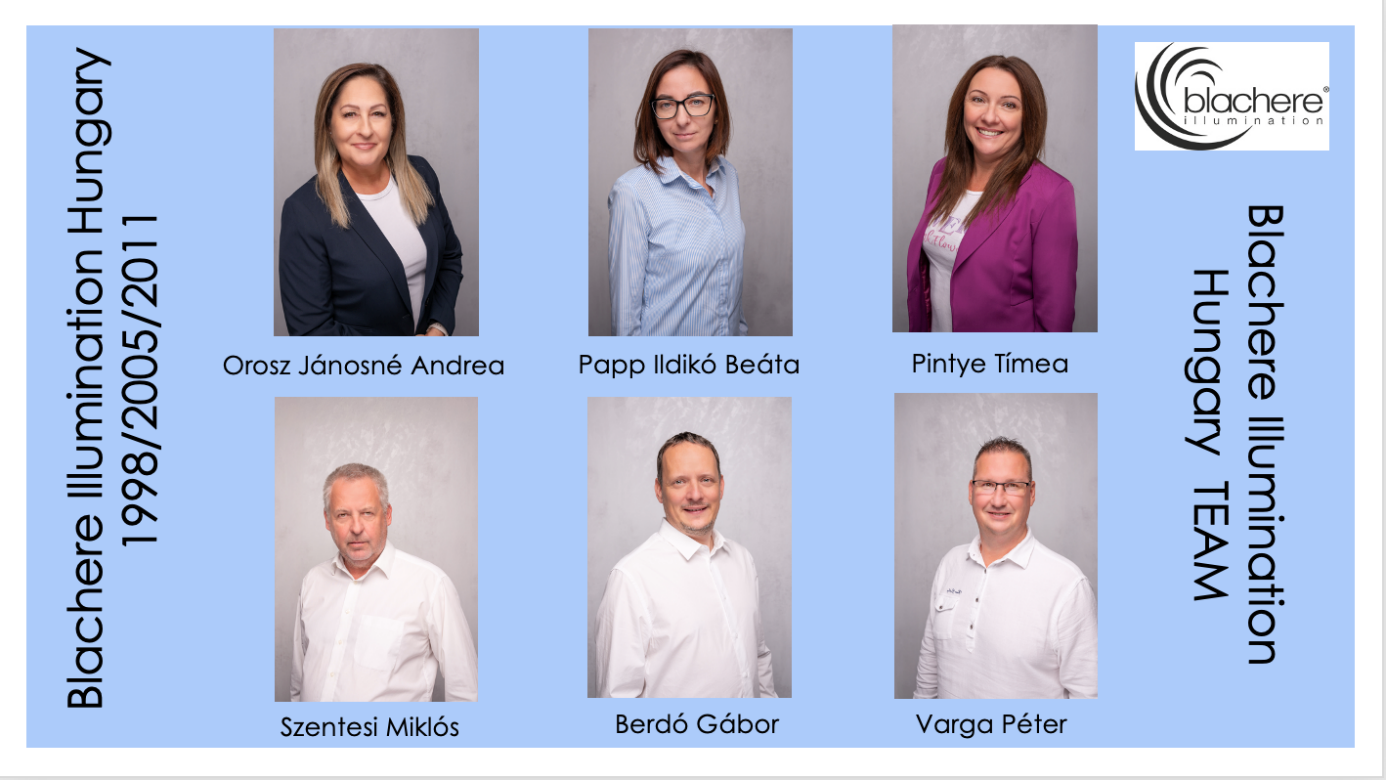 Blachere Illumination Hungary
1998/2005/2011
Orosz Jánosné Andrea
Papp Ildikó Beáta
Pintye Tímea
Szentesi Miklós
Berdó Gábor
Varga Péter
blachere®
illumination
Blachere Illumination
Hungary TEAM